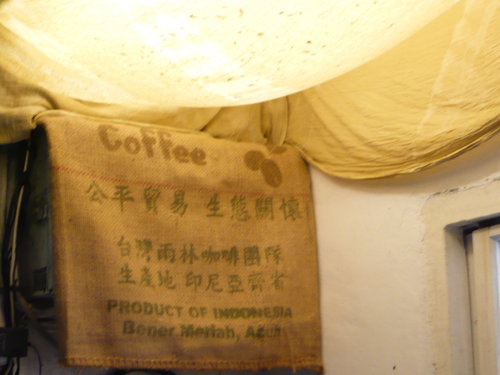 Coffee
公平貿易 生態關懷
台灣雨林咖啡團隊
生產地 印尼亞齊省
PRODUCT OF INDONESIA
Bener Meriah, Aceh